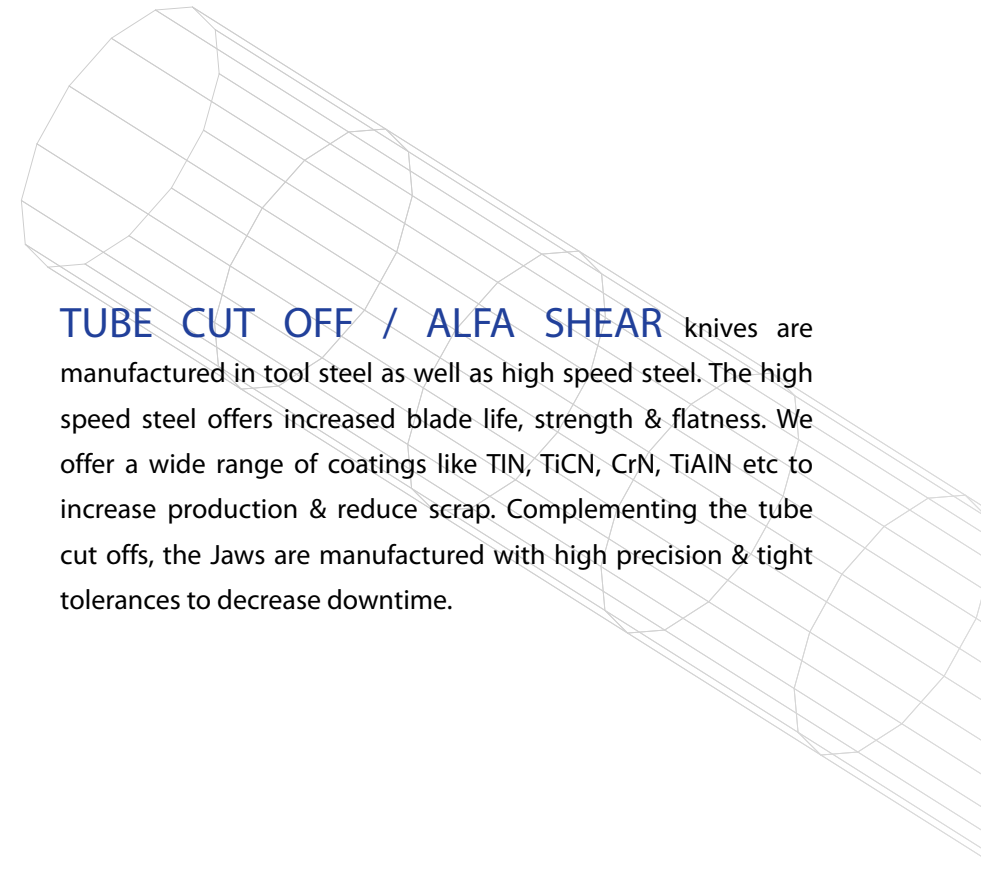 TUBE CUT OFF / ALFA SHEAR knives are
manufactured in tool steel as well as high speed steel. The high
speed steel offers increased blade life, strength & flatness. We
offer a wide range of coatings like TIN, TiCN, CrN, TiAIN etc to
increase production & reduce scrap. Complementing the tube
cut offs, the Jaws are manufactured with high precision & tight
tolerances to decrease downtime.